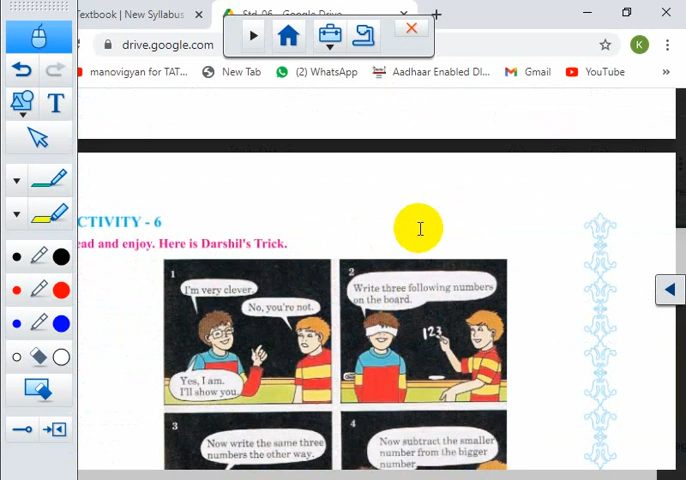 Textbook | New Syllabus
Std. 06 - Google Drive
drive.google.com
K
manovigyan for TAT...
New Tab
(2) WhatsApp
Aadhaar Enabled DI...
Gmail
YouTube
T
CTIVITY - 6
ead and enjoy. Here is Darshil's Trick.
1
I'm very clever.
No, you're not.
Yes, I am.
I'll show you.
2
Write three following numbers
on the board.
123
3
Now write the same three
numbers the other way.
4
Now subtract the smaller
number from the bigger
number.